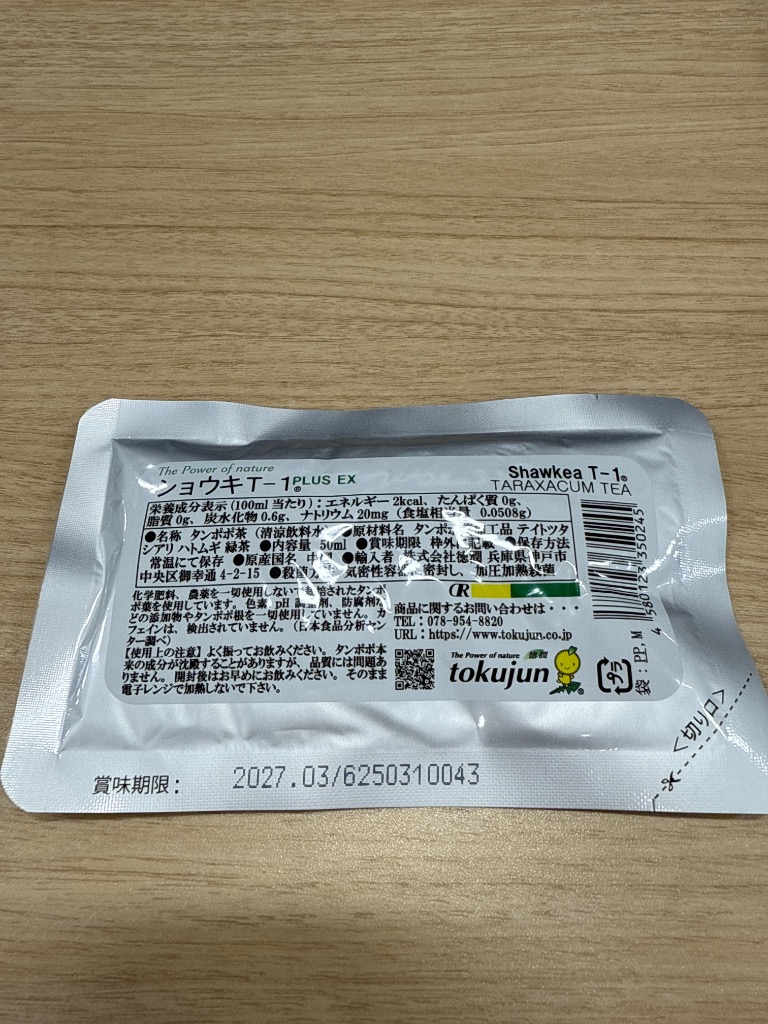 The Power of nature
ショウキT-1® PLUS EX
Shawkea T-1®
TARAXACUM TEA
栄養成分表示(100ml当たり):エネルギー2kcal、たんぱく質0g、
脂質0g、炭水化物0.6g、ナトリウム20mg(食塩相当量 0.0508g)
●名称 タンポポ茶(清涼飲料水 ●原材料名 タンポポ 工品 テイトツタ
シアリ ハトムギ 緑茶 ●内容量 50ml ●賞味期限 枠外 記載 ●保存方法
常温にて保存 ●原産国名 中 ●輸入者 株式会社徳 兵庫県神戸市
中央区御幸通4-2-15 ●殺菌方 気密性容器 密封し、加圧加熱殺菌
化学肥料、農薬を一切使用しないで 培されたタンポ
ポ葉を使用しています。色素、pH調整剤、防腐剤な
どの添加物やタンポポ根を一切使用していません。カ
フェインは、検出されていません。(日本食品分析セン
ター調べ)
【使用上の注意】よく振ってお飲みください。タンポポ本
来の成分が沈殿することがありますが、品質には問題あ
りません。開封後はお早めにお飲みください。そのまま
電子レンジで加熱しないで下さい。
商品に関するお問い合わせは・・・
TEL:078-954-8820
URL:https://www.tokujun.co.jp
The Power of nature 徳潤
tokujun®
プラ
袋:PP, M
4 580123 350245
<切り口>
賞味期限: 2027.03/6250310043